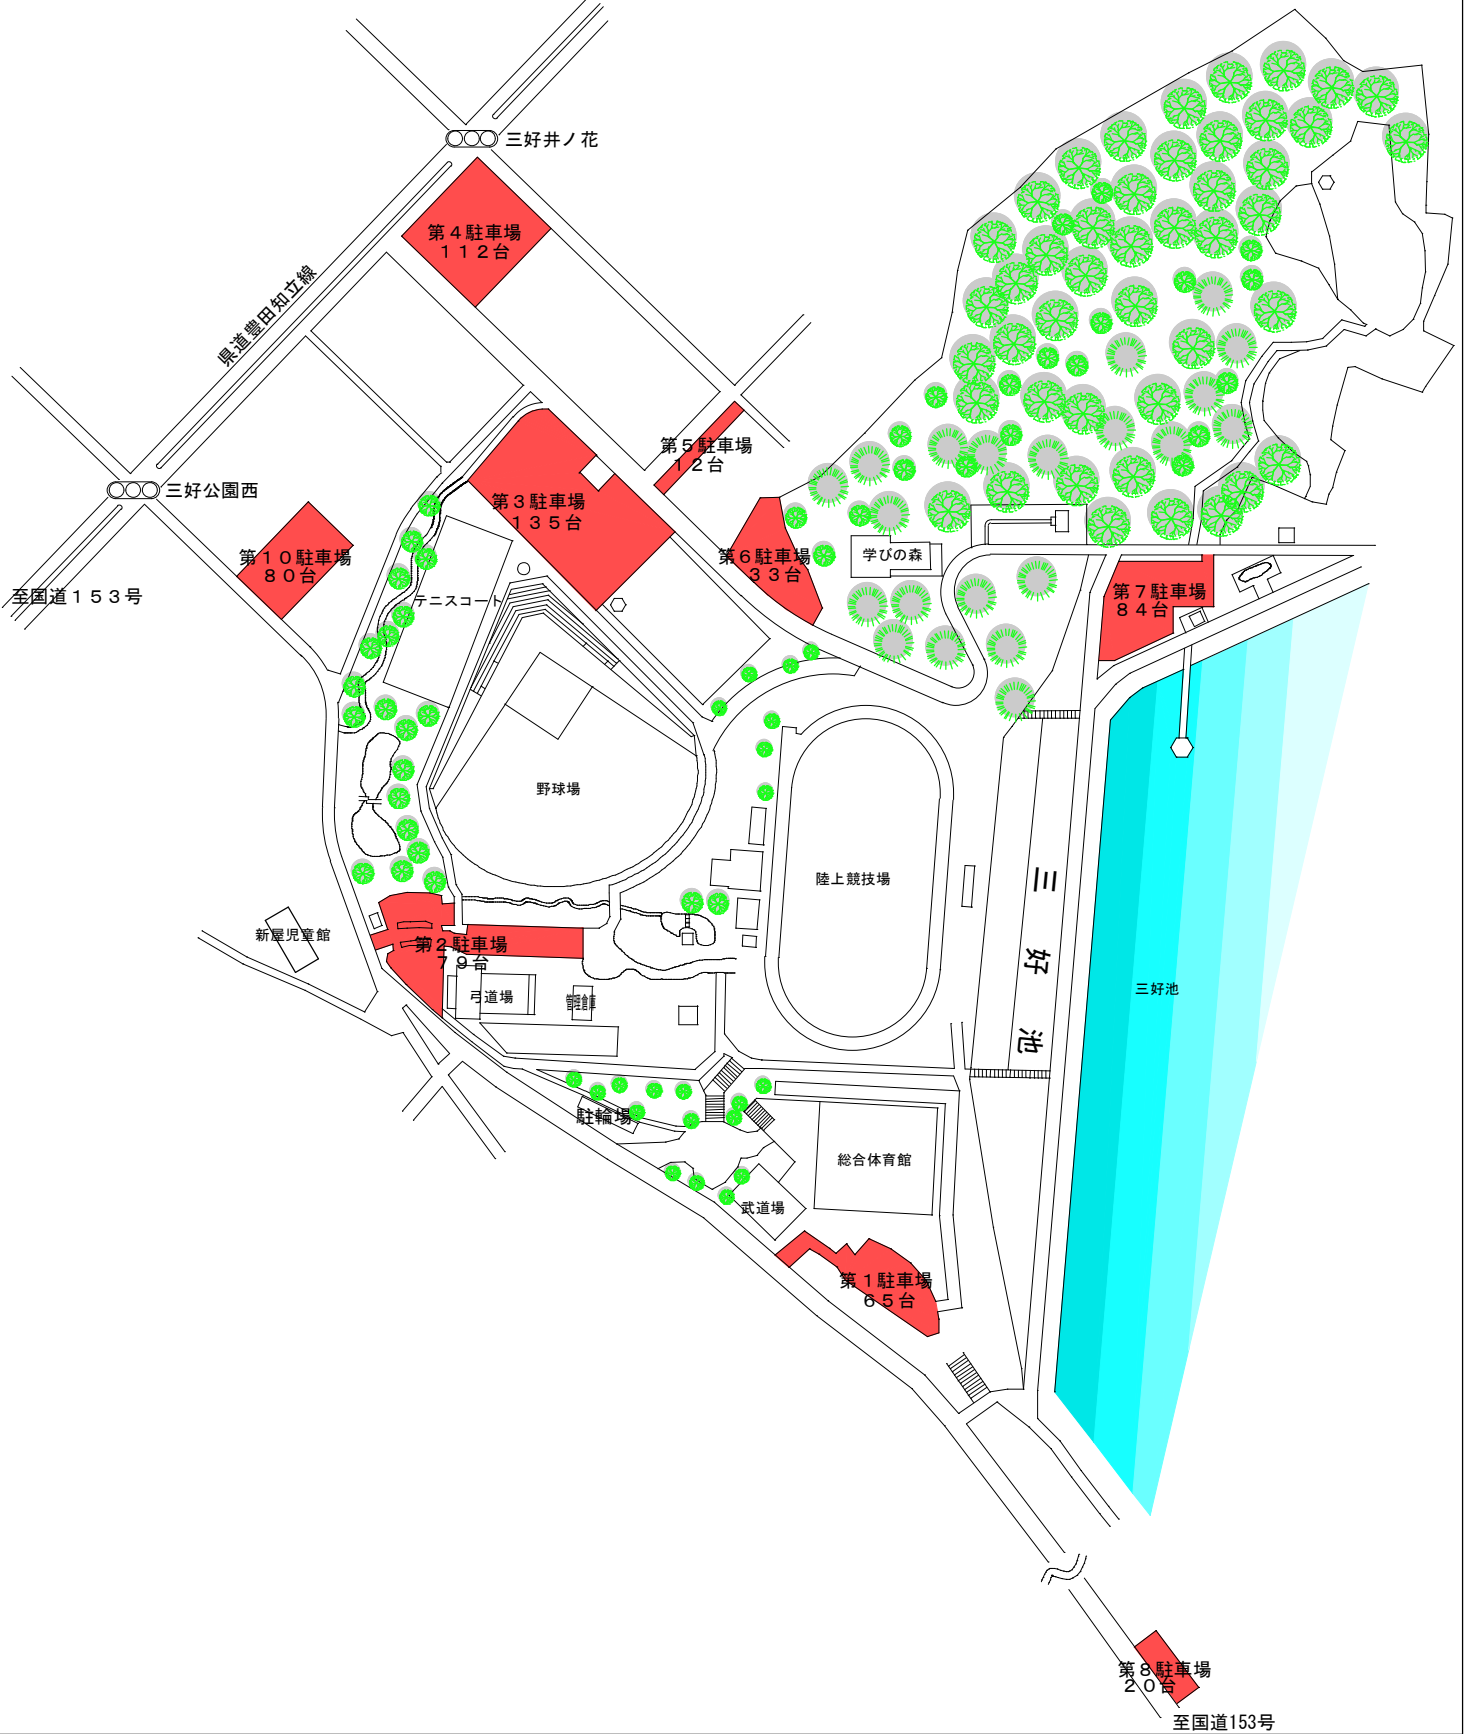 三好井ノ花
第４駐車場
１１２台
県道豊田知立線
第５駐車場
１２台
三好公園西
第３駐車場
１３５台
第１０駐車場
８０台
第６駐車場
３３台
学びの森
第７駐車場
８４台
至国道１５３号
テニスコート
野球場
陸上競技場
三好池
新屋児童館
第２駐車場
７９台
三好池
弓道場
管理倉庫
駐輪場
総合体育館
武道場
第１駐車場
６５台
第８駐車場
２０台
至国道153号